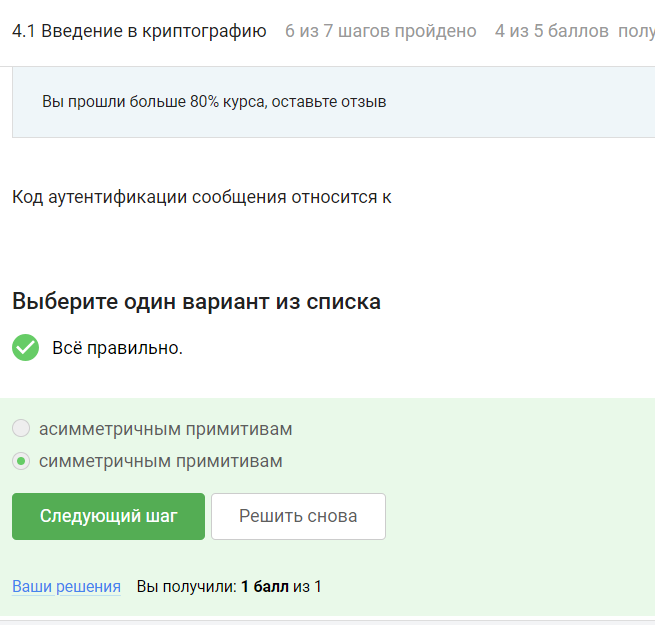 4.1 Введение в криптографию 6 из 7 шагов пройдено 4 из 5 баллов
Вы прошли больше 80% курса, оставьте отзыв
Код аутентификации сообщения относится к
Выберите один вариант из списка
Всё правильно.
асимметричным примитивам
симметричным примитивам
Следующий шаг Решить снова
Ваши решения Вы получили: 1 балл из 1